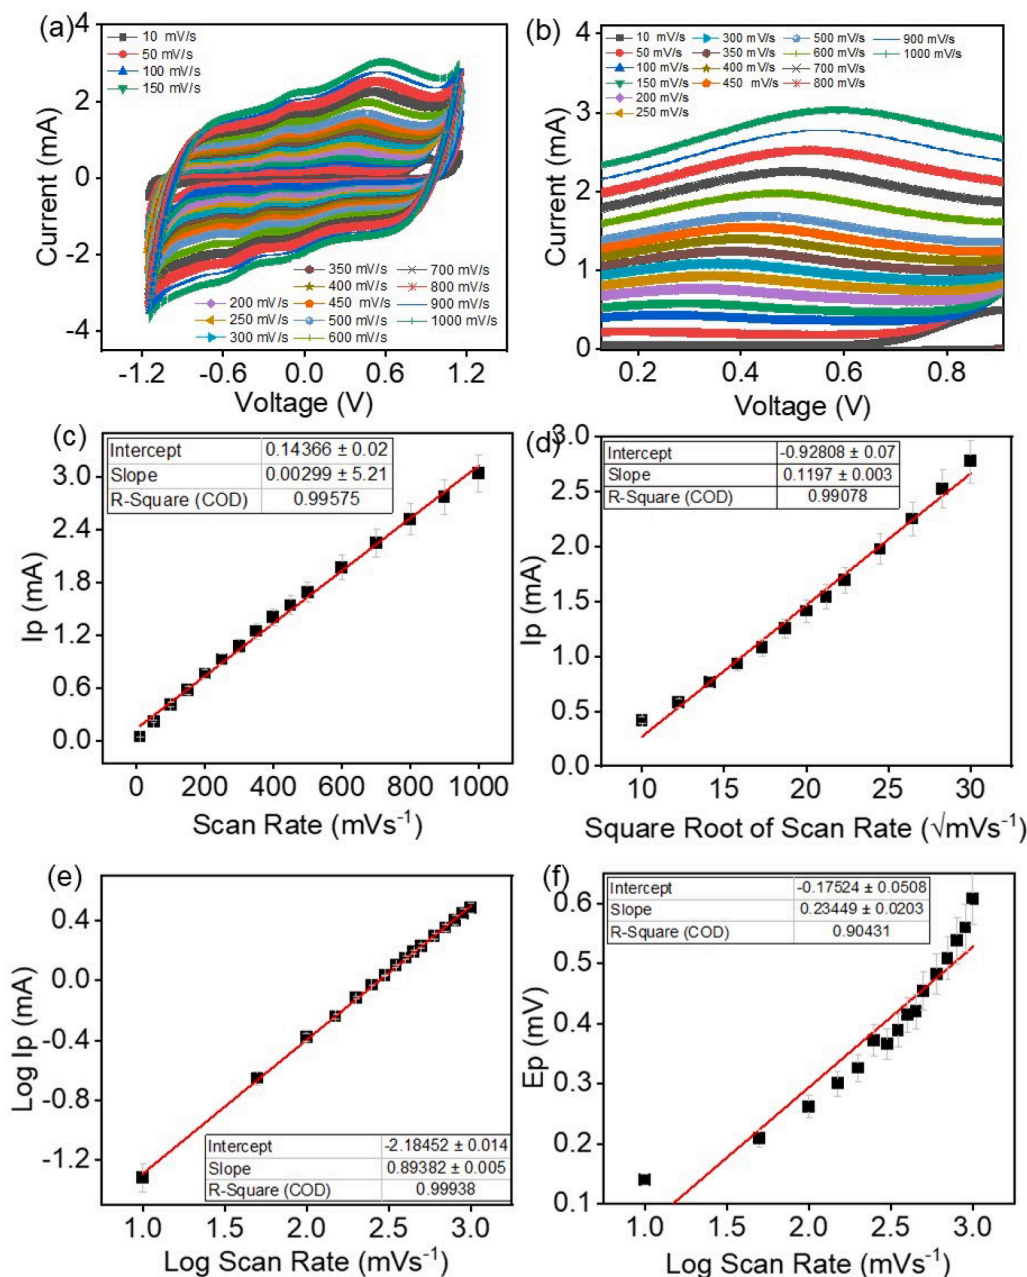 (a)
4
2
0
-2
-4
Current (mA)
10 mV/s
50 mV/s
100 mV/s
150 mV/s
200 mV/s
250 mV/s
300 mV/s
350 mV/s
400 mV/s
450 mV/s
500 mV/s
600 mV/s
700 mV/s
800 mV/s
900 mV/s
1000 mV/s
-1.2 -0.6 0.0 0.6 1.2
Voltage (V)
(b)
4
3
2
1
0
Current (mA)
10 mV/s
50 mV/s
100 mV/s
150 mV/s
200 mV/s
250 mV/s
300 mV/s
350 mV/s
400 mV/s
450 mV/s
500 mV/s
600 mV/s
700 mV/s
800 mV/s
900 mV/s
1000 mV/s
0.2 0.4 0.6 0.8
Voltage (V)
(c)
Intercept 0.14366 ± 0.02
Slope 0.00299 ± 5.21
R-Square (COD) 0.99575
3.0
2.4
1.8
1.2
0.6
0.0
Ip (mA)
0 200 400 600 800 1000
Scan Rate (mVs⁻¹)
(d)
Intercept -0.92808 ± 0.07
Slope 0.1197 ± 0.003
R-Square (COD) 0.99078
3.0
2.5
2.0
1.5
1.0
0.5
0.0
Ip (mA)
10 15 20 25 30
Square Root of Scan Rate (√mVs⁻¹)
(e)
0.4
0.0
-0.4
-0.8
-1.2
Log Ip (mA)
Intercept -2.18452 ± 0.014
Slope 0.89382 ± 0.005
R-Square (COD) 0.99938
1.0 1.5 2.0 2.5 3.0
Log Scan Rate (mVs⁻¹)
(f)
Intercept -0.17524 ± 0.0508
Slope 0.23449 ± 0.0203
R-Square (COD) 0.90431
0.6
0.5
0.4
0.3
0.2
0.1
Ep (mV)
1.0 1.5 2.0 2.5 3.0
Log Scan Rate (mVs⁻¹)